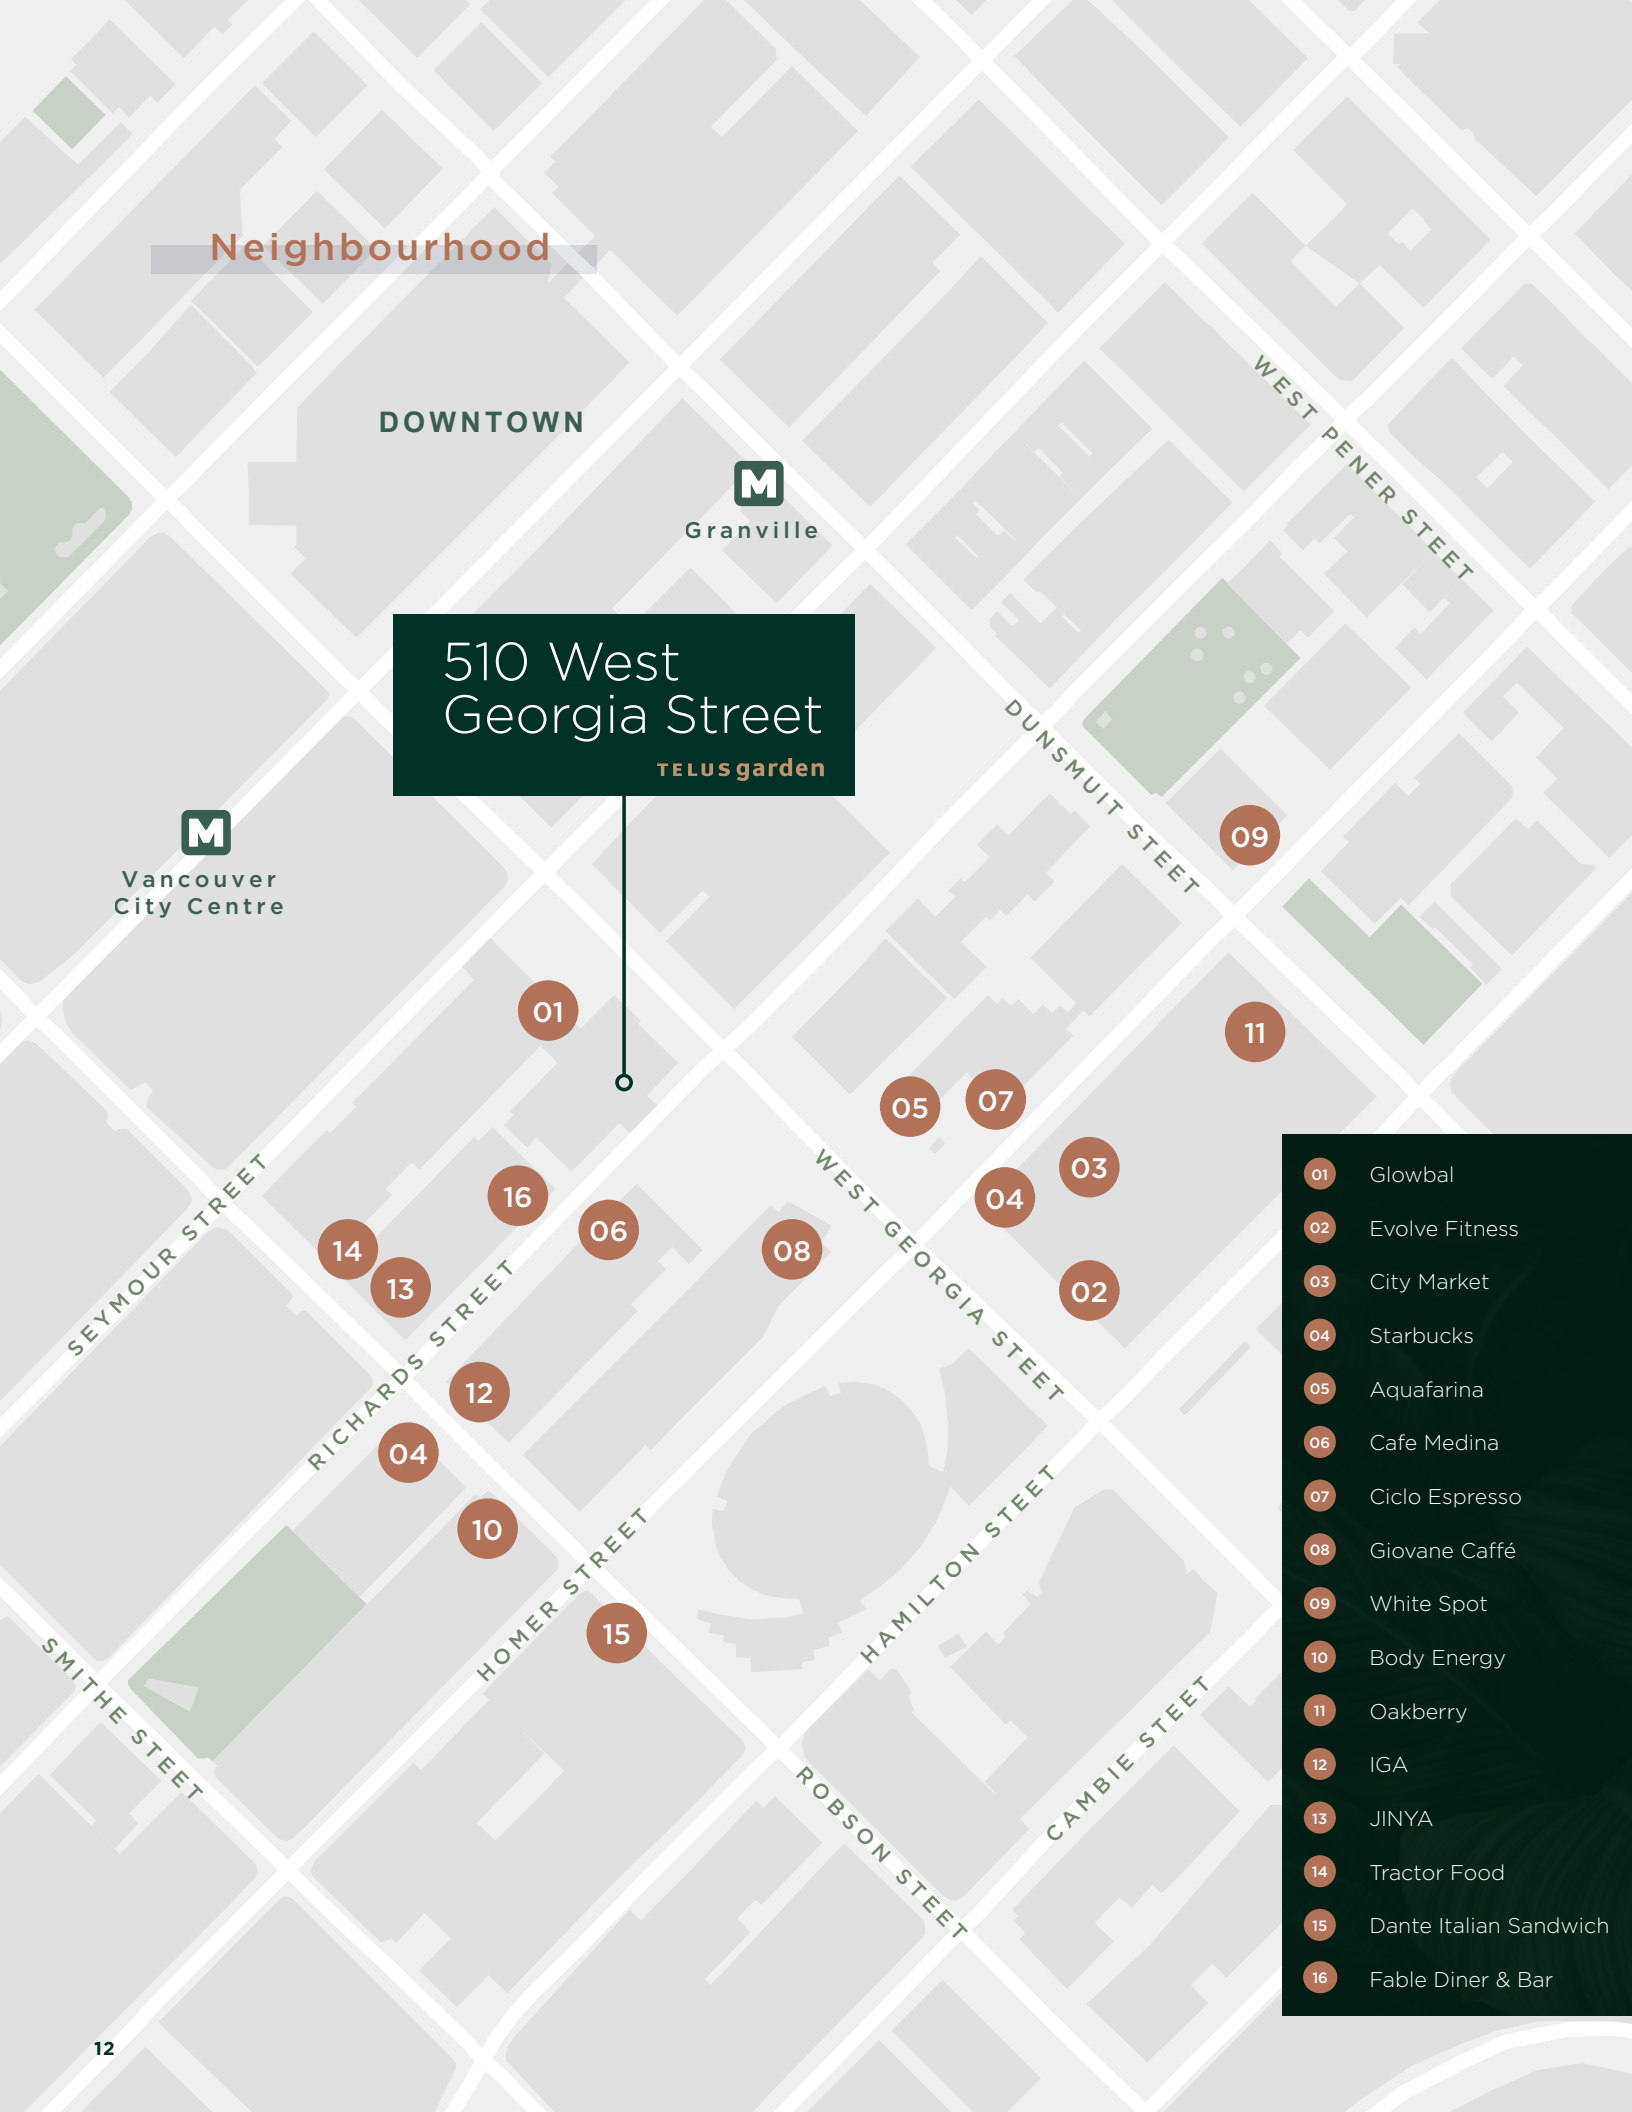 Neighbourhood
WEST PENER STREET
DOWNTOWN
Granville
510 West
Georgia Street
TELUS garden
DUNSMUIT STEET
Vancouver
City Centre
09
01
11
05
07
03
04
02
16
06
08
14
13
SEYMOUR STREET
WEST GEORGIA STEET
RICHARDS STREET
12
04
10
HOMER STREET
15
HAMILTON STEET
SMITHE STEET
CAMBIE STEET
ROBSON STEET
01 Glowbal
02 Evolve Fitness
03 City Market
04 Starbucks
05 Aquafarina
06 Cafe Medina
07 Ciclo Espresso
08 Giovane Caffé
09 White Spot
10 Body Energy
11 Oakberry
12 IGA
13 JINYA
14 Tractor Food
15 Dante Italian Sandwich
16 Fable Diner & Bar
12